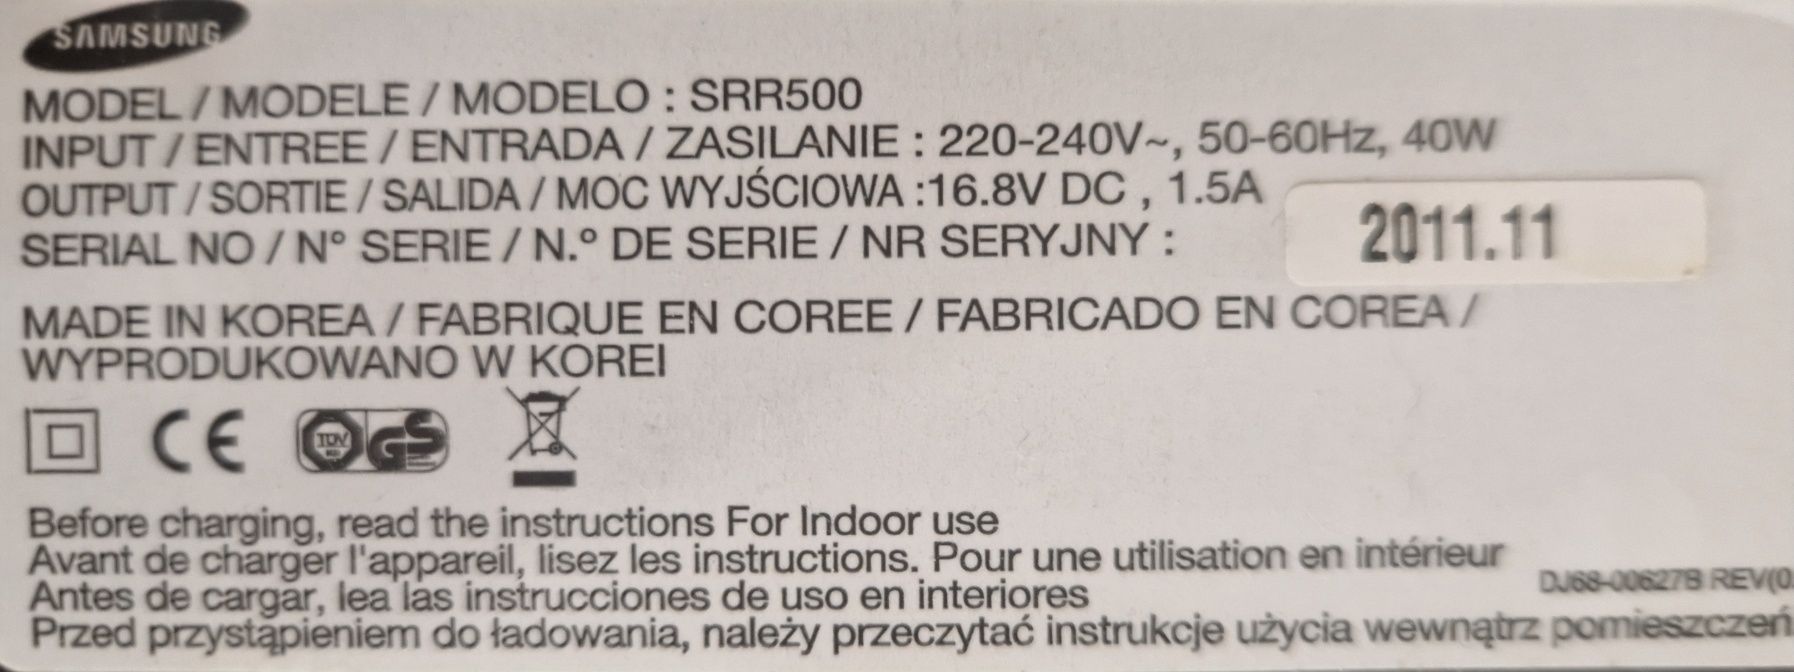 SAMSUNG
MODEL / MODELE / MODELO : SRR500
INPUT / ENTREE / ENTRADA / ZASILANIE : 220-240V~, 50-60Hz, 40W
OUTPUT / SORTIE / SALIDA / MOC WYJŚCIOWA :16.8V DC , 1.5A
SERIAL NO / N° SERIE / N.º DE SERIE / NR SERYJNY :
2011.11
MADE IN KOREA / FABRIQUE EN COREE / FABRICADO EN COREA /
WYPRODUKOWANO W KOREI
CE TÜV GS
Before charging, read the instructions For Indoor use
Avant de charger l'appareil, lisez les instructions. Pour une utilisation en intérieur
DJ68-00627B REV(0
Antes de cargar, lea las instrucciones de uso en interiores
Przed przystąpieniem do ładowania, należy przeczytać instrukcje użycia wewnątrz pomieszczeń